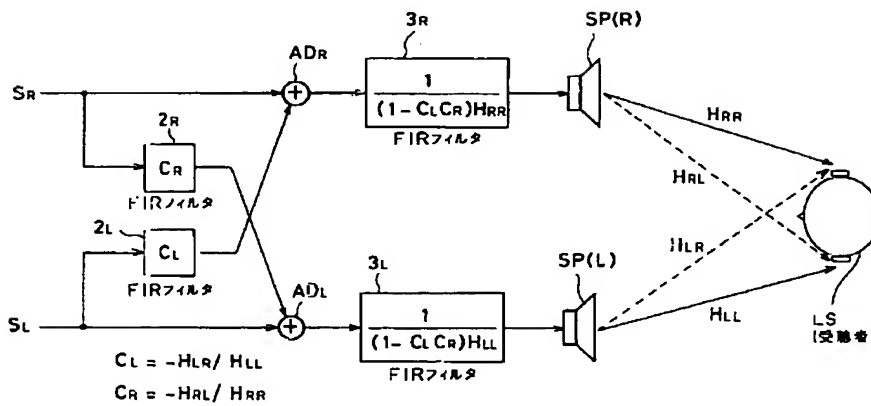 3R
SP(R)
ADR
SR
1
(1-CLCR)HRR
FIRフィルタ
HRR
2R
CR
FIRフィルタ
HRL
2L
CL
FIRフィルタ
HLR
SP(L)
3L
ADL
SL
1
(1-CLCR)HLL
FIRフィルタ
HLL
LS
(受聴者
CL = -HLR/HLL
CR = -HRL/HRR